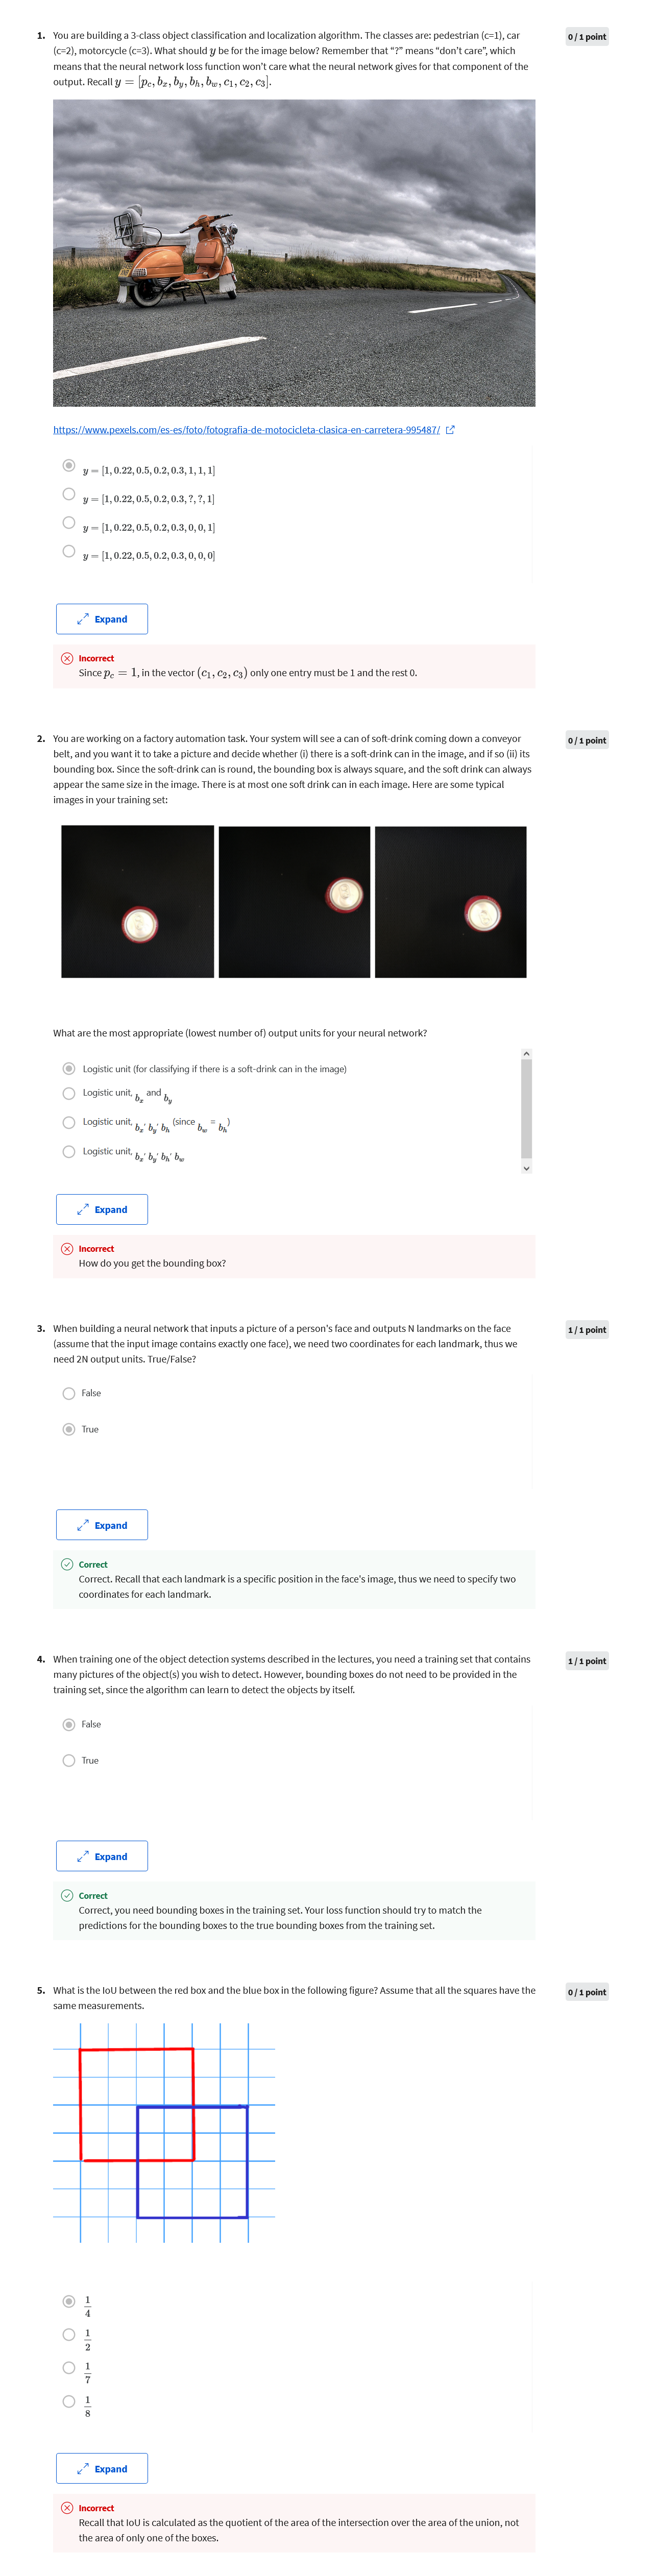 1. You are building a 3-class object classification and localization algorithm. The classes are: pedestrian (c=1), car
0 / 1 point
(c=2), motorcycle (c=3). What should y be for the image below? Remember that “?” means “don’t care”, which
means that the neural network loss function won’t care what the neural network gives for that component of the
output. Recall y = [p_c, b_x, b_y, b_h, b_w, c_1, c_2, c_3].
https://www.pexels.com/es-es/foto/fotografia-de-motocicleta-clasica-en-carretera-995487/
y = [1, 0.22, 0.5, 0.2, 0.3, 1, 1, 1]
y = [1, 0.22, 0.5, 0.2, 0.3, ?, ?, 1]
y = [1, 0.22, 0.5, 0.2, 0.3, 0, 0, 1]
y = [1, 0.22, 0.5, 0.2, 0.3, 0, 0, 0]
Expand
Incorrect
Since p_c = 1, in the vector (c_1, c_2, c_3) only one entry must be 1 and the rest 0.
2. You are working on a factory automation task. Your system will see a can of soft-drink coming down a conveyor
0 / 1 point
belt, and you want it to take a picture and decide whether (i) there is a soft-drink can in the image, and if so (ii) its
bounding box. Since the soft-drink can is round, the bounding box is always square, and the soft drink can always
appear the same size in the image. There is at most one soft drink can in each image. Here are some typical
images in your training set:
What are the most appropriate (lowest number of) output units for your neural network?
Logistic unit (for classifying if there is a soft-drink can in the image)
Logistic unit, b_x and b_y
Logistic unit, b_x, b_y, b_h (since b_w = b_h)
Logistic unit, b_x, b_y, b_h, b_w
Expand
Incorrect
How do you get the bounding box?
3. When building a neural network that inputs a picture of a person's face and outputs N landmarks on the face
1 / 1 point
(assume that the input image contains exactly one face), we need two coordinates for each landmark, thus we
need 2N output units. True/False?
False
True
Expand
Correct
Correct. Recall that each landmark is a specific position in the face's image, thus we need to specify two
coordinates for each landmark.
4. When training one of the object detection systems described in the lectures, you need a training set that contains
1 / 1 point
many pictures of the object(s) you wish to detect. However, bounding boxes do not need to be provided in the
training set, since the algorithm can learn to detect the objects by itself.
False
True
Expand
Correct
Correct, you need bounding boxes in the training set. Your loss function should try to match the
predictions for the bounding boxes to the true bounding boxes from the training set.
5. What is the IoU between the red box and the blue box in the following figure? Assume that all the squares have the
0 / 1 point
same measurements.
1/4
1/2
1/7
1/8
Expand
Incorrect
Recall that IoU is calculated as the quotient of the area of the intersection over the area of the union, not
the area of only one of the boxes.